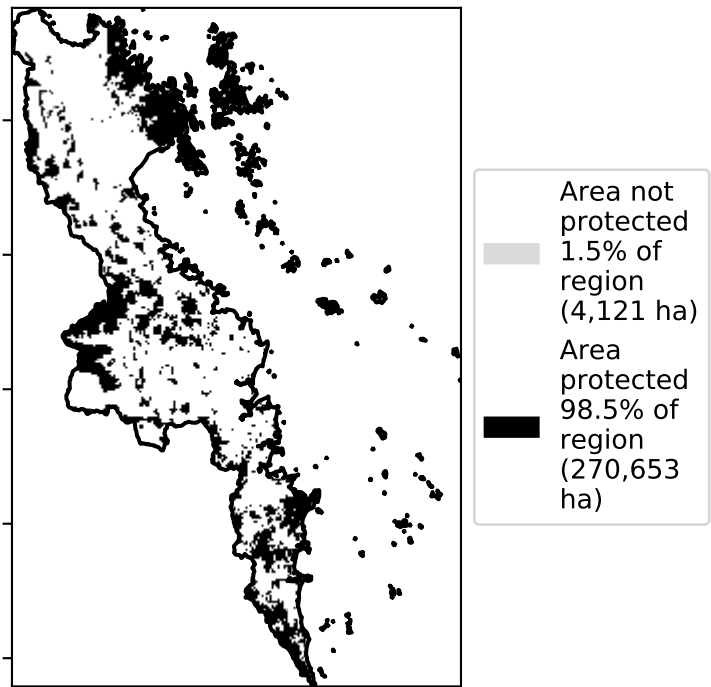 Area not
protected
1.5% of
region
(4,121 ha)
Area
protected
98.5% of
region
(270,653
ha)